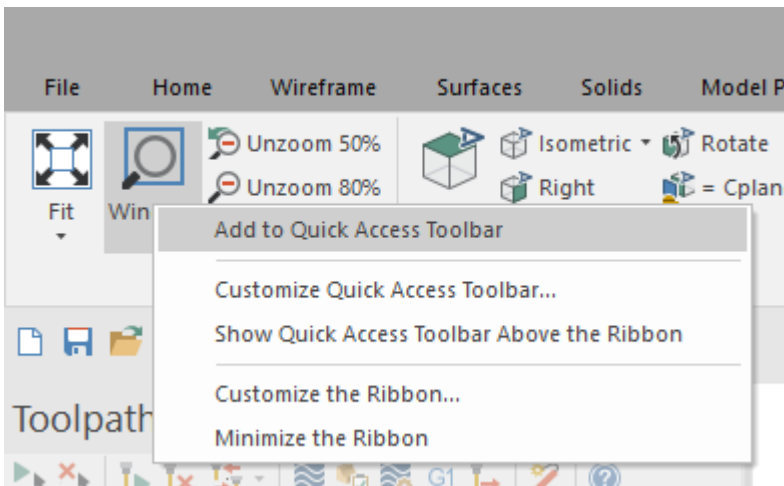 File Home Wireframe Surfaces Solids Model P
Unzoom 50% Isometric Rotate
Unzoom 80% Right = Cplan
Fit Win
Add to Quick Access Toolbar
Customize Quick Access Toolbar...
Show Quick Access Toolbar Above the Ribbon
Customize the Ribbon...
Toolpath
Minimize the Ribbon
G1